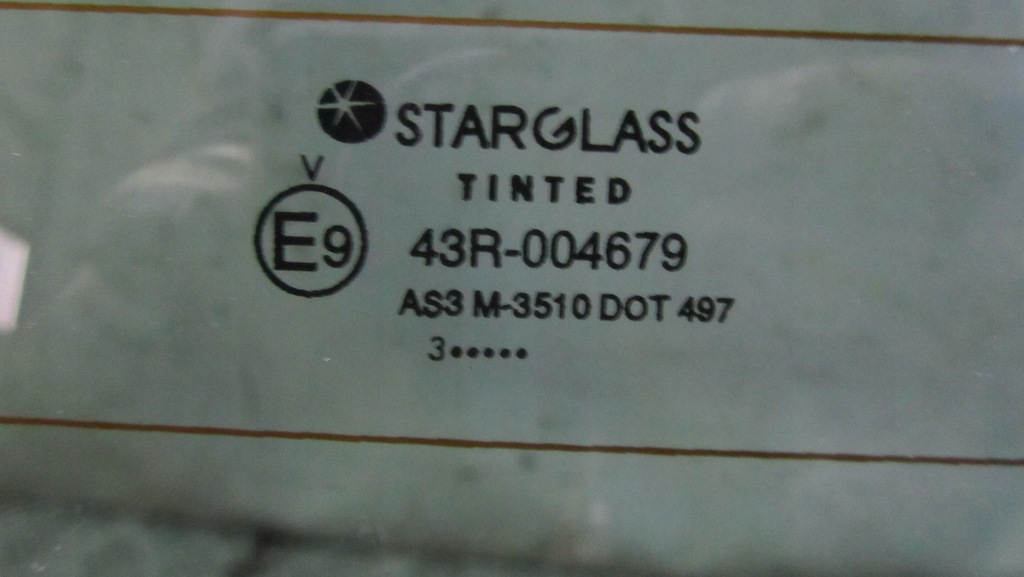 STARGLASS
V
TINTED
E9 43R-004679
AS3 M-3510 DOT 497
3•••••